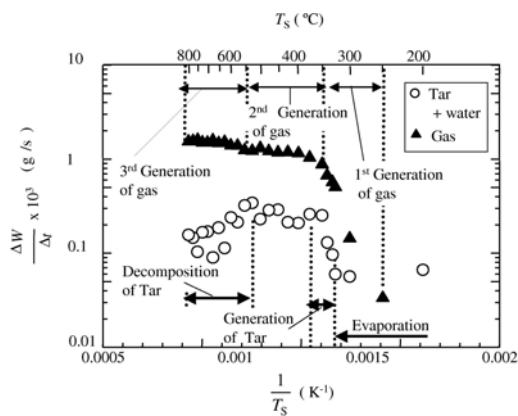 T_S (ºC)
800 600 400 300 200
10
1
0.1
0.01
ΔW/Δt x 10³ (g/s)
Tar
+ water
Gas
2nd Generation
of gas
3rd Generation
of gas
1st Generation
of gas
Decomposition
of Tar
Generation
of Tar
Evaporation
0.0005 0.001 0.0015 0.002
1/T_S (K⁻¹)